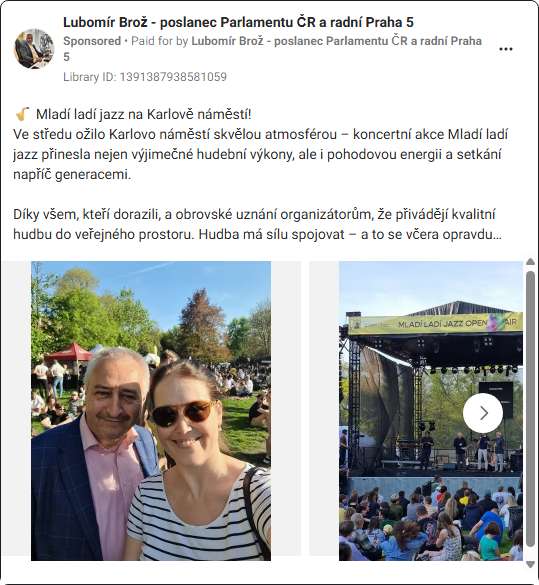 Lubomír Brož - poslanec Parlamentu ČR a radní Praha 5
Sponsored • Paid for by Lubomír Brož - poslanec Parlamentu ČR a radní Praha
5
Library ID: 1391387938581059
🎷 Mladí ladí jazz na Karlově náměstí!
Ve středu ožilo Karlovo náměstí skvělou atmosférou – koncertní akce Mladí ladí
jazz přinesla nejen výjimečné hudební výkony, ale i pohodovou energii a setkání
napříč generacemi.
Díky všem, kteří dorazili, a obrovské uznání organizátorům, že přivádějí kvalitní
hudbu do veřejného prostoru. Hudba má sílu spojovat – a to se včera opravdu...
MLADÍ LADÍ JAZZ OPEN AIR